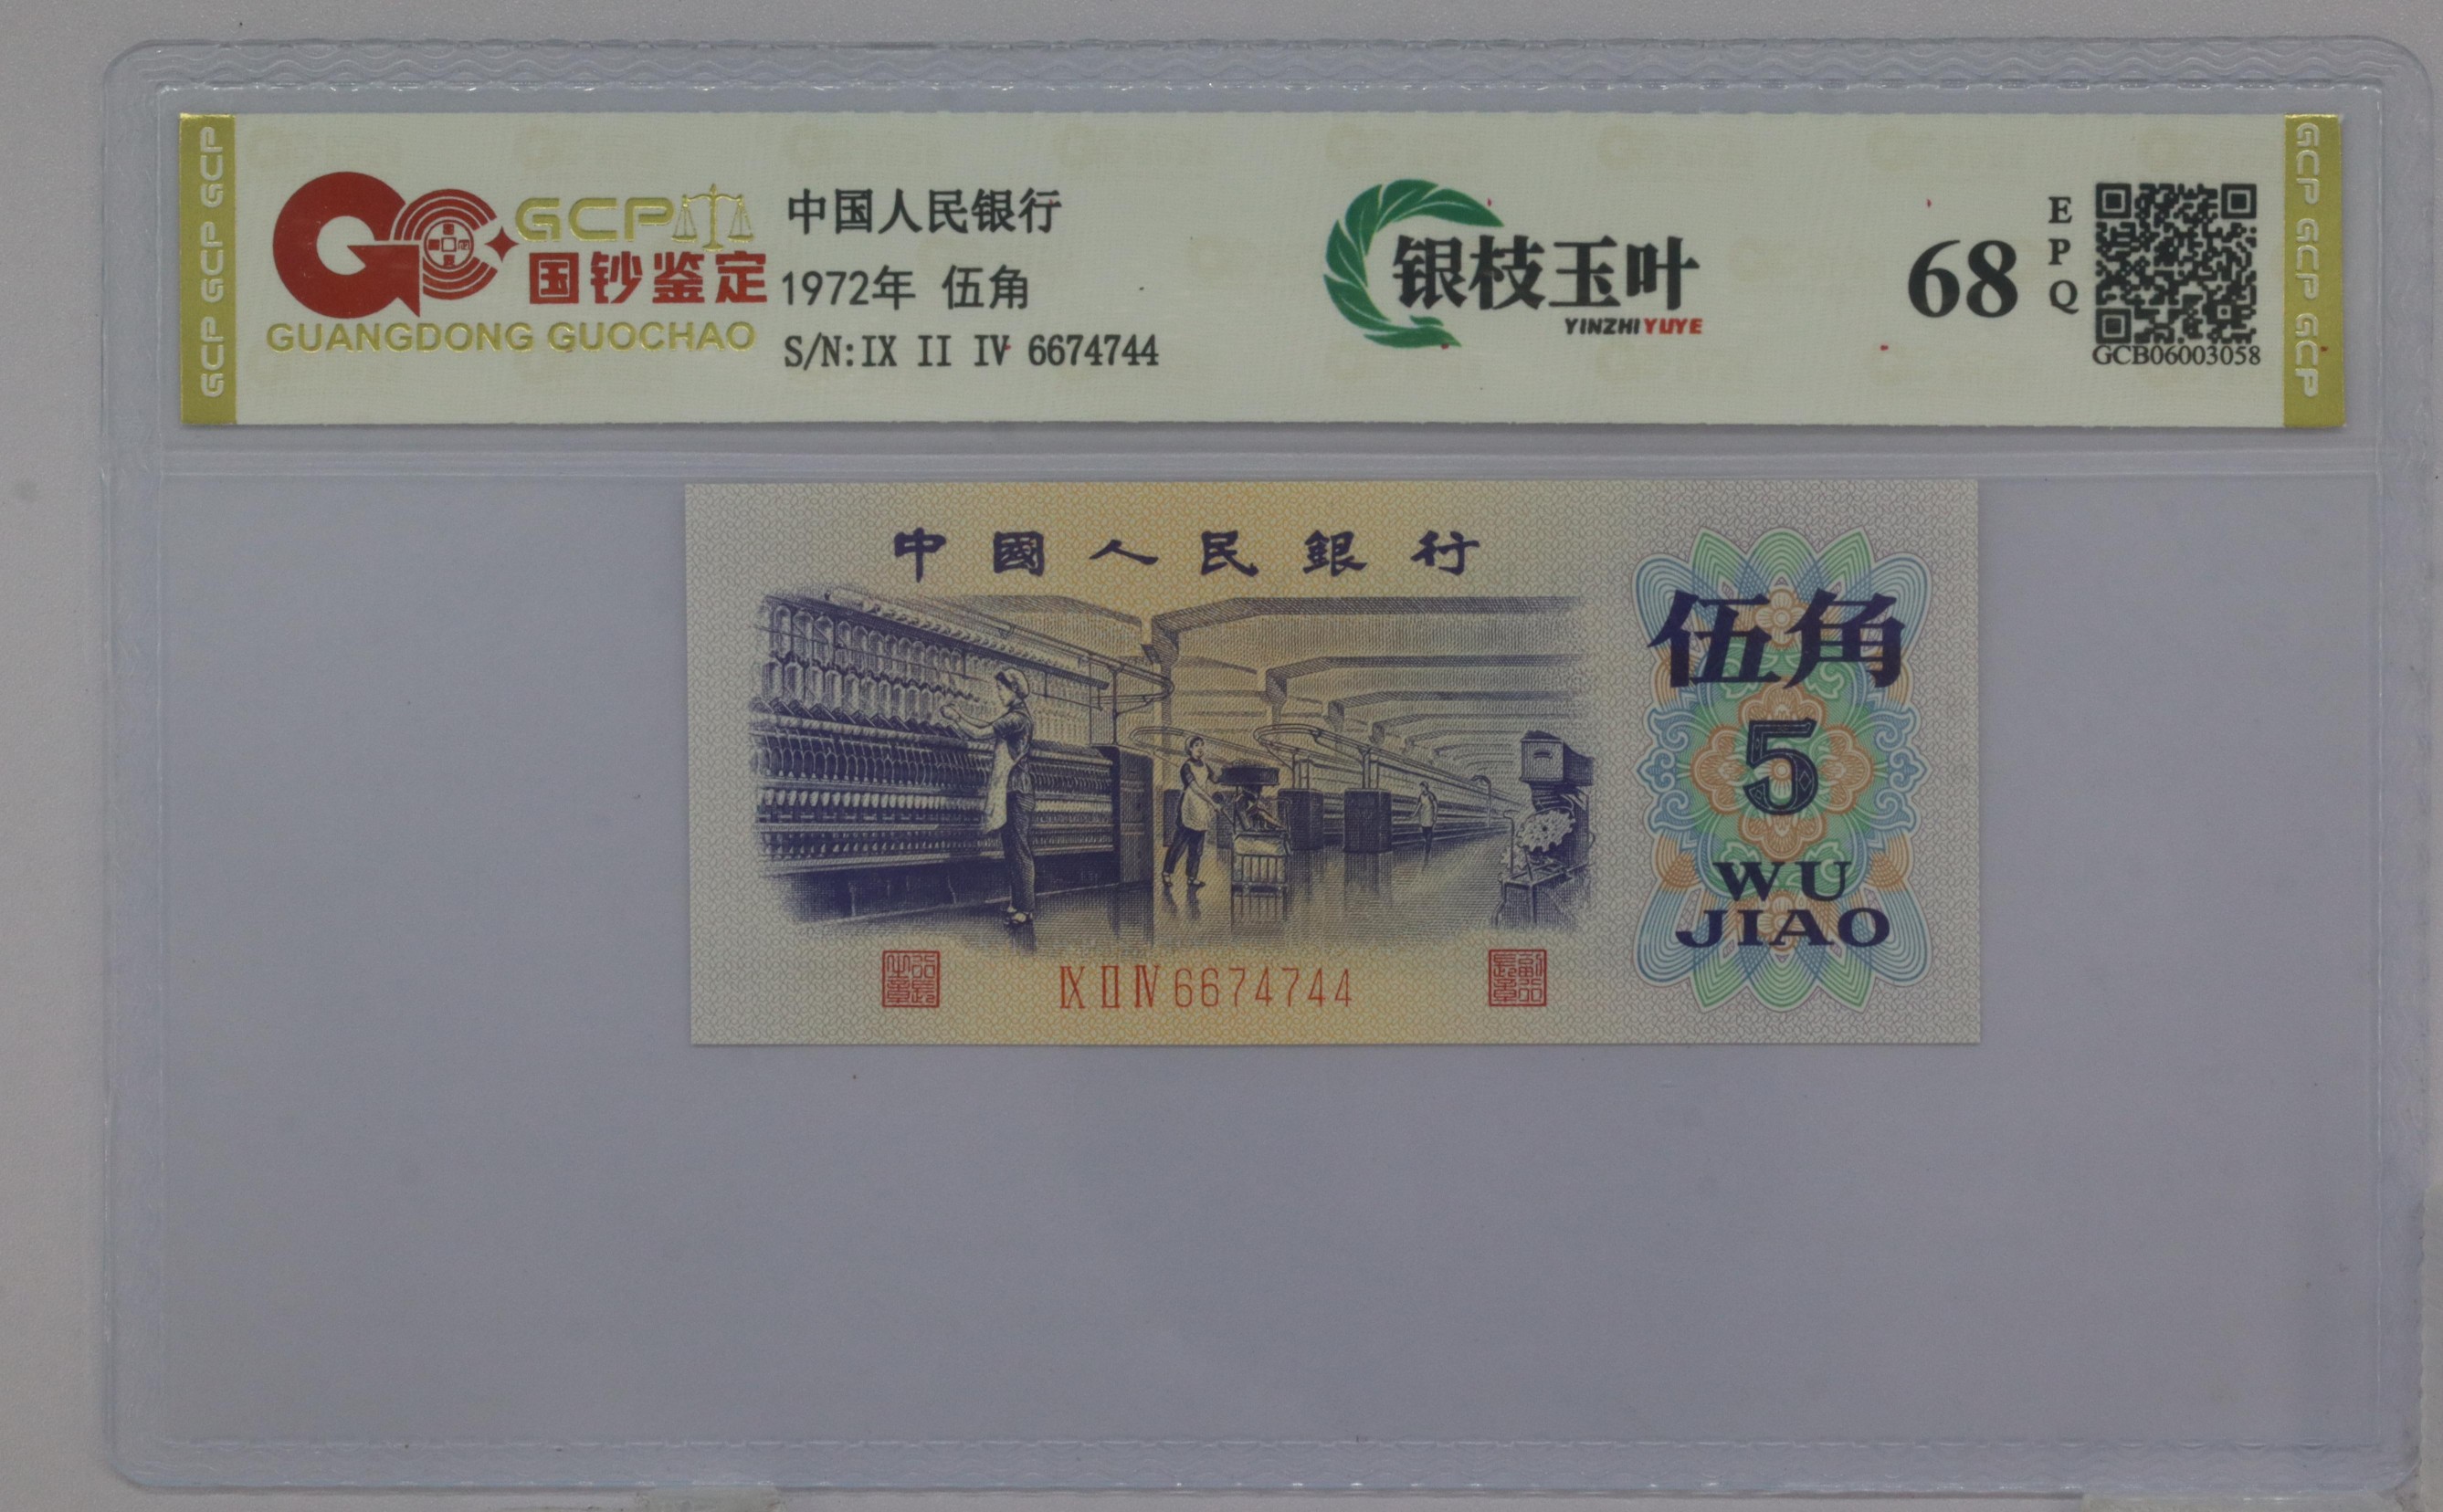 GCP GCP GCP
GCP
国钞鉴定
GUANGDONG GUOCHAO
中国人民银行
1972年 伍角
S/N:IX II IV 6674744
银枝玉叶
YINZHIYUYE
68
EPQ
GCB06003058
GCP GCP GCP
中國人民銀行
伍角
5
WU
JIAO
IX II IV 6674744